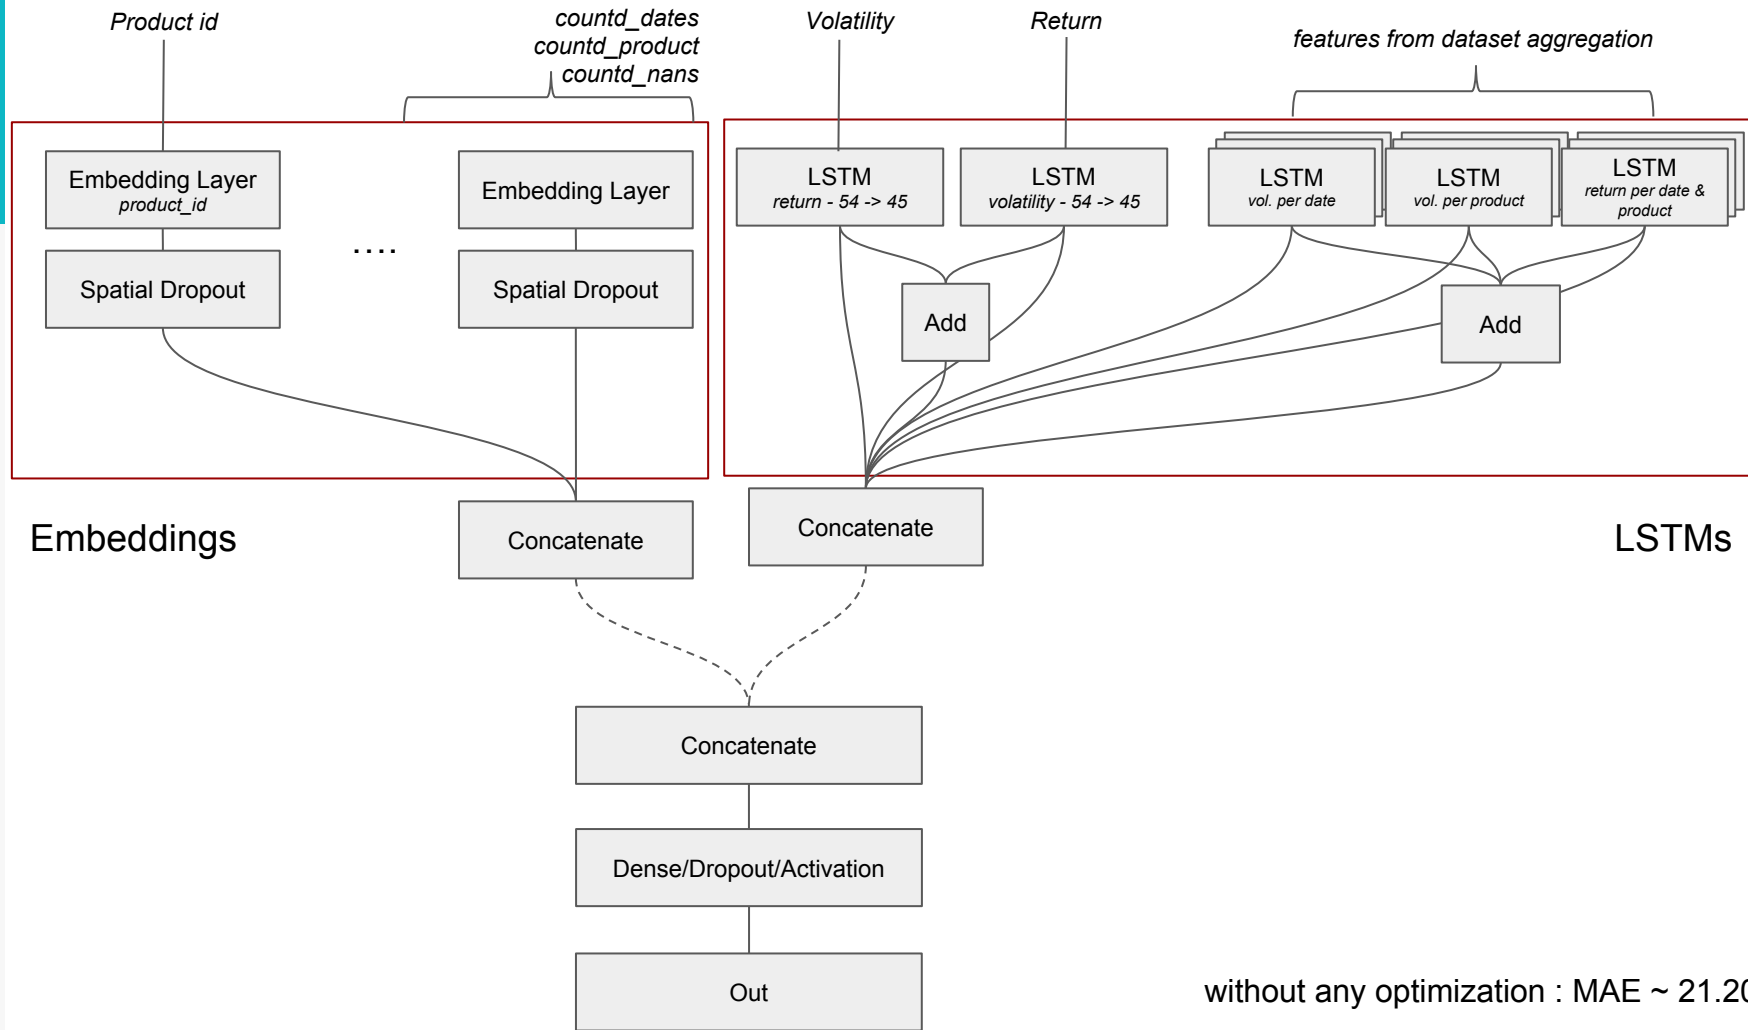 Product id
countd_dates
countd_product
countd_nans
Volatility
Return
features from dataset aggregation
Embedding Layer
product_id
Spatial Dropout
....
Embedding Layer
Spatial Dropout
LSTM
return - 54 -> 45
LSTM
volatility - 54 -> 45
LSTM
vol. per date
LSTM
vol. per product
LSTM
return per date &
product
Add
Add
Embeddings
Concatenate
Concatenate
LSTMs
Concatenate
Dense/Dropout/Activation
Out
without any optimization : MAE ~ 21.20